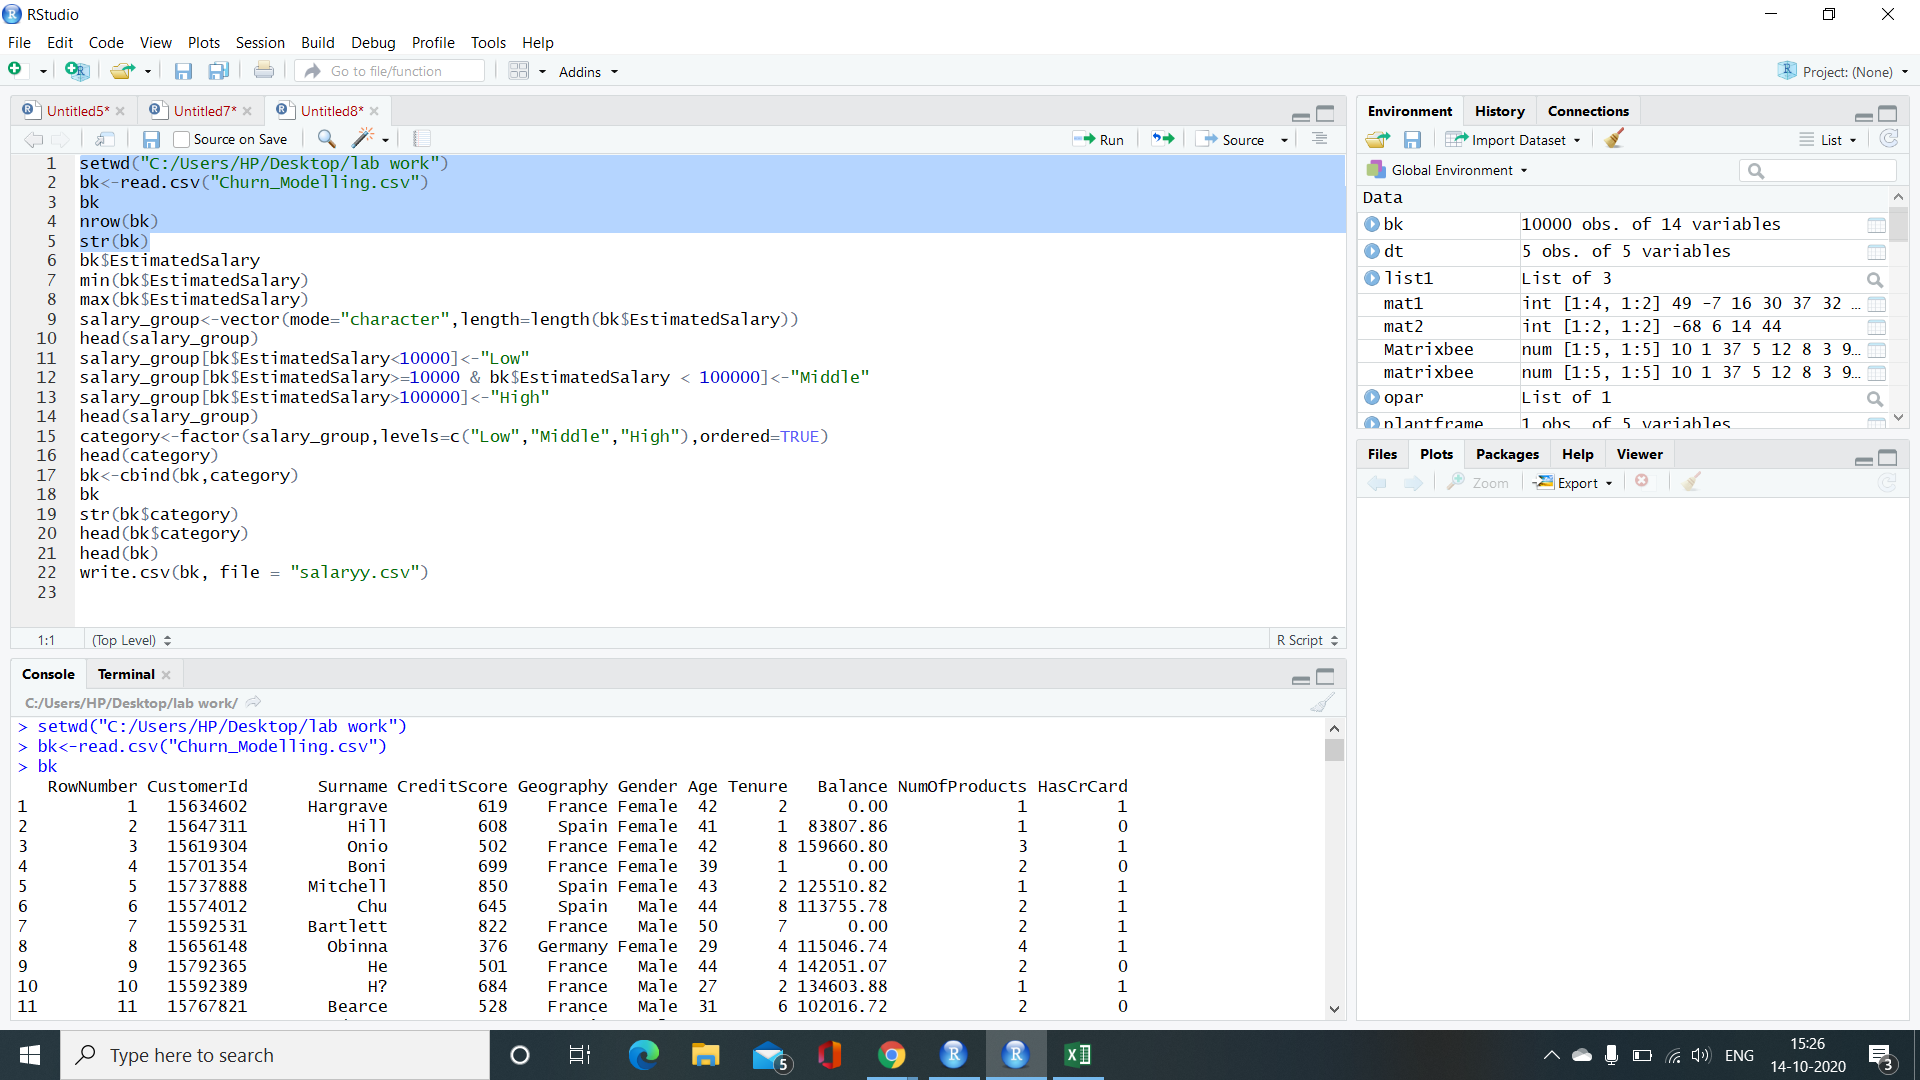 RStudio
File Edit Code View Plots Session Build Debug Profile Tools Help
Go to file/function Addins Project: (None)
Untitled5* Untitled7* Untitled8*
Source on Save Run Source
1 setwd("C:/Users/HP/Desktop/lab work")
2 bk<-read.csv("Churn_Modelling.csv")
3 bk
4 nrow(bk)
5 str(bk)
6 bk$EstimatedSalary
7 min(bk$EstimatedSalary)
8 max(bk$EstimatedSalary)
9 salary_group<-vector(mode="character",length=length(bk$EstimatedSalary))
10 head(salary_group)
11 salary_group[bk$EstimatedSalary<10000]<-"Low"
12 salary_group[bk$EstimatedSalary>=10000 & bk$EstimatedSalary < 100000]<-"Middle"
13 salary_group[bk$EstimatedSalary>100000]<-"High"
14 head(salary_group)
15 category<-factor(salary_group,levels=c("Low","Middle","High"),ordered=TRUE)
16 head(category)
17 bk<-cbind(bk,category)
18 bk
19 str(bk$category)
20 head(bk$category)
21 head(bk)
22 write.csv(bk, file = "salaryy.csv")
23
1:1 (Top Level) R Script
Console Terminal
C:/Users/HP/Desktop/lab work/
> setwd("C:/Users/HP/Desktop/lab work")
> bk<-read.csv("Churn_Modelling.csv")
> bk
RowNumber CustomerId Surname CreditScore Geography Gender Age Tenure Balance NumOfProducts HasCrCard
1 1 15634602 Hargrave 619 France Female 42 2 0.00 1 1
2 2 15647311 Hill 608 Spain Female 41 1 83807.86 1 0
3 3 15619304 Onio 502 France Female 42 8 159660.80 3 1
4 4 15701354 Boni 699 France Female 39 1 0.00 2 0
5 5 15737888 Mitchell 850 Spain Female 43 2 125510.82 1 1
6 6 15574012 Chu 645 Spain Male 44 8 113755.78 2 1
7 7 15592531 Bartlett 822 France Male 50 7 0.00 2 1
8 8 15656148 Obinna 376 Germany Female 29 4 115046.74 4 1
9 9 15792365 He 501 France Male 44 4 142051.07 2 0
10 10 15592389 H? 684 France Male 27 2 134603.88 1 1
11 11 15767821 Bearce 528 France Male 31 6 102016.72 2 0
Environment History Connections
Import Dataset List
Global Environment
Data
bk 10000 obs. of 14 variables
dt 5 obs. of 5 variables
list1 List of 3
mat1 int [1:4, 1:2] 49 -7 16 30 37 32 ...
mat2 int [1:2, 1:2] -68 6 14 44
Matrixbee num [1:5, 1:5] 10 1 37 5 12 8 3 9...
matrixbee num [1:5, 1:5] 10 1 37 5 12 8 3 9...
opar List of 1
plantframe 1 obs. of 5 variables
Files Plots Packages Help Viewer
Zoom Export
Type here to search
5
ENG
15:26
14-10-2020
3